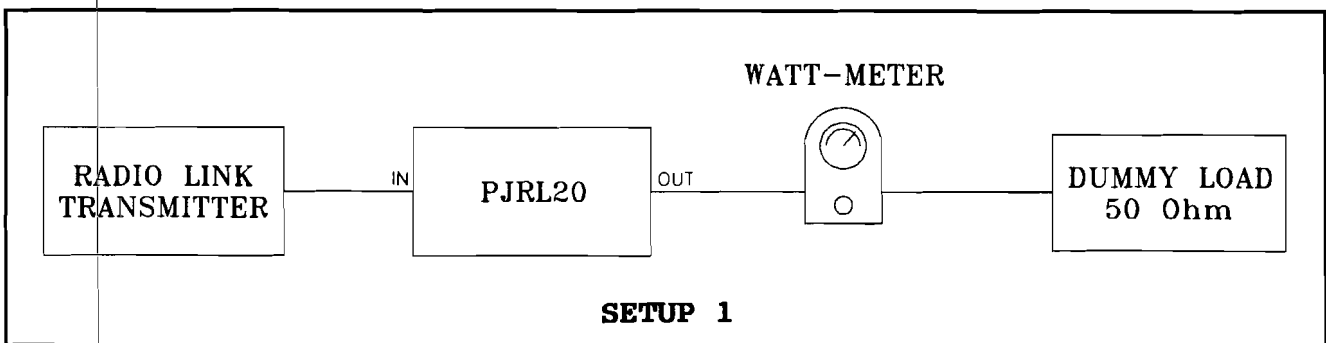 WATT-METER
RADIO LINK
TRANSMITTER
IN
PJRL20
OUT
DUMMY LOAD
50 Ohm
SETUP 1